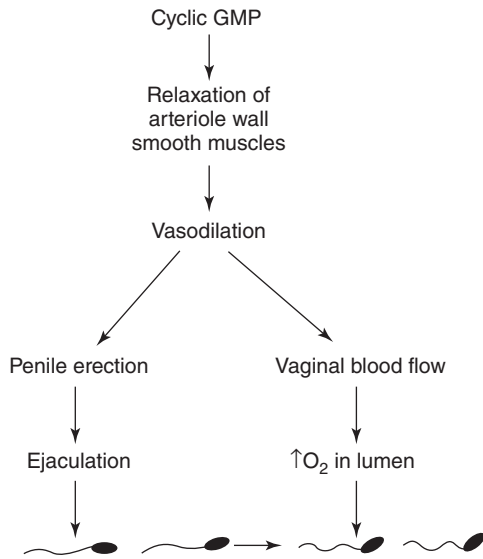 Cyclic GMP
Relaxation of
arteriole wall
smooth muscles
Vasodilation
Penile erection
Vaginal blood flow
Ejaculation
↑O₂ in lumen